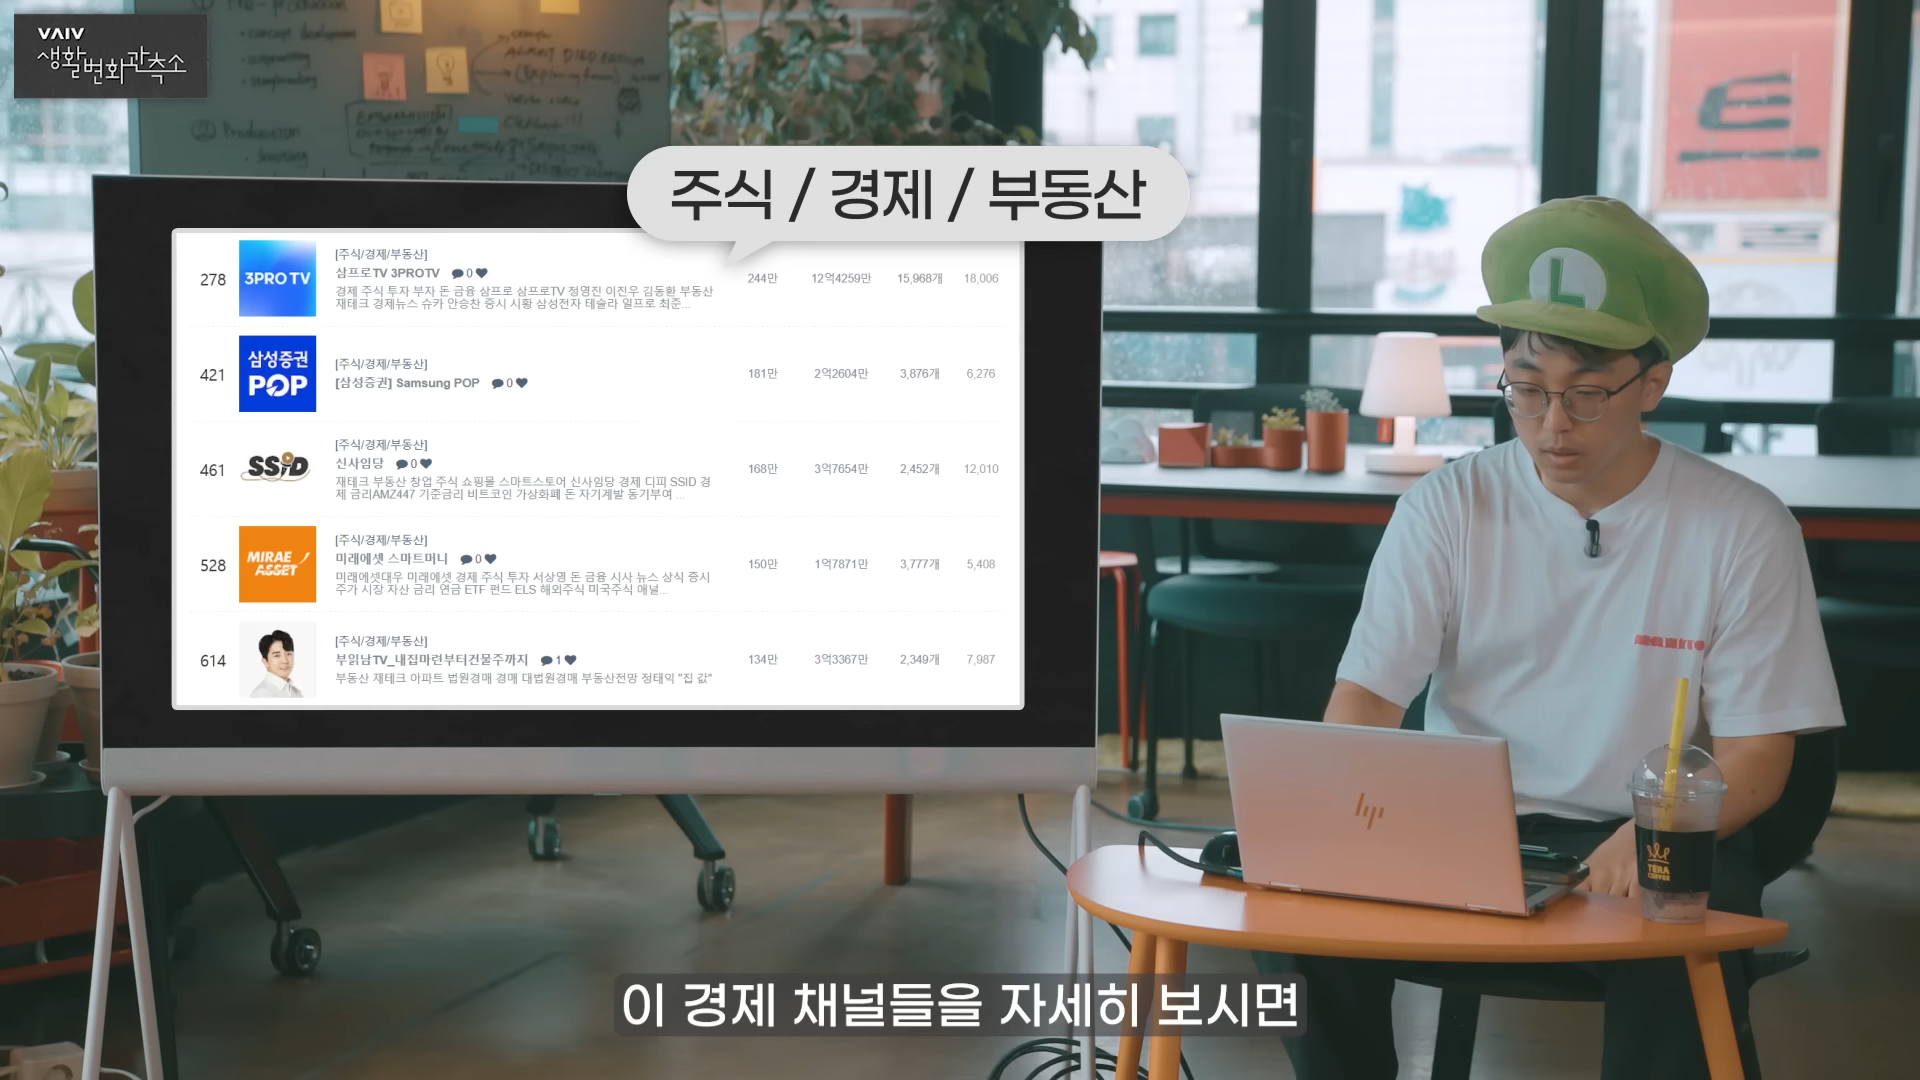 VAIV
생활변화관측소
주식 / 경제 / 부동산
278
3PRO TV
[주식/경제/부동산]
삼프로TV 3PROTV 0
경제 주식 투자 부자 돈 금융 삼프로 삼프로TV 정영진 이진우 김동환 부동산
재테크 경제뉴스 슈카 안승찬 증시 시황 삼성전자 테슬라 일프로 최준...
244만 12억4259만 15,968개 18,006
421
삼성증권
POP
[주식/경제/부동산]
[삼성증권] Samsung POP 0
181만 2억2604만 3,876개 6,276
461
SSID
[주식/경제/부동산]
신사임당 0
재테크 부동산 창업 주식 쇼핑몰 스마트스토어 신사임당 경제 디피 SSID 경
제 금리AMZ447 기준금리 비트코인 가상화폐 돈 자기계발 동기부여 ...
168만 3억7654만 2,452개 12,010
528
MIRAE
ASSET
[주식/경제/부동산]
미래에셋 스마트머니 0
미래에셋대우 미래에셋 경제 주식 투자 서상영 돈 금융 시사 뉴스 상식 증시
주가 시장 자산 금리 연금 ETF 펀드 ELS 해외주식 미국주식 애널...
150만 1억7871만 3,777개 5,408
614
[주식/경제/부동산]
부읽남TV_내집마련부터건물주까지 1
부동산 재테크 아파트 법원경매 경매 대법원경매 부동산전망 정태익 "집 값"
134만 3억3367만 2,349개 7,987
L
hp
TERA
COFFEE
이 경제 채널들을 자세히 보시면